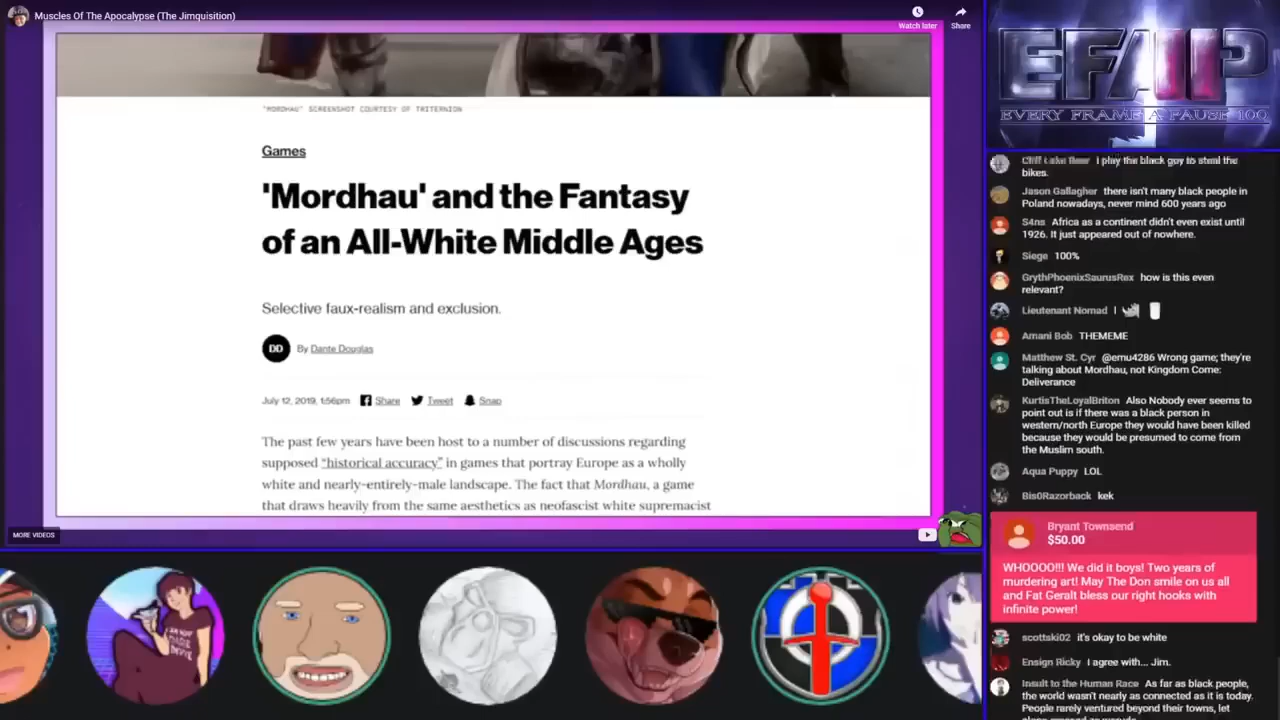 Muscles Of The Apocalypse (The Jimquisition)
Watch later
Share
'MORDHAU' SCREENSHOT COURTESY OF TRITERNION
Games
'Mordhau' and the Fantasy
of an All-White Middle Ages
Selective faux-realism and exclusion.
DD
By Dante Douglas
July 12, 2019, 1:56pm
Share
Tweet
Snap
The past few years have been host to a number of discussions regarding
supposed "historical accuracy" in games that portray Europe as a wholly
white and nearly-entirely-male landscape. The fact that Mordhau, a game
that draws heavily from the same aesthetics as neofascist white supremacist
MORE VIDEOS
EFAP
EVERY FRAME A PAUSE 100
I play the black guy to steal the
bikes.
Jason Gallagher there isn't many black people in
Poland nowadays, never mind 600 years ago
S4ns Africa as a continent didn't even exist until
1926. It just appeared out of nowhere.
Siege 100%
GrythPhoenixSaurusRex how is this even
relevant?
Lieutenant Nomad I
Amani Bob THEMEME
Matthew St. Cyr @emu4286 Wrong game; they're
talking about Mordhau, not Kingdom Come:
Deliverance
KurtisTheLoyalBriton Also Nobody ever seems to
point out is if there was a black person in
western/north Europe they would have been killed
because they would be presumed to come from
the Muslim south.
Aqua Puppy LOL
Bis0Razorback kek
Bryant Townsend
$50.00
WHOOOO!!! We did it boys! Two years of
murdering art! May The Don smile on us all
and Fat Geralt bless our right hooks with
infinite power!
scottski02 it's okay to be white
Ensign Ricky I agree with... Jim.
Insult to the Human Race As far as black people,
the world wasn't nearly as connected as it is today.
People rarely ventured beyond their towns, let